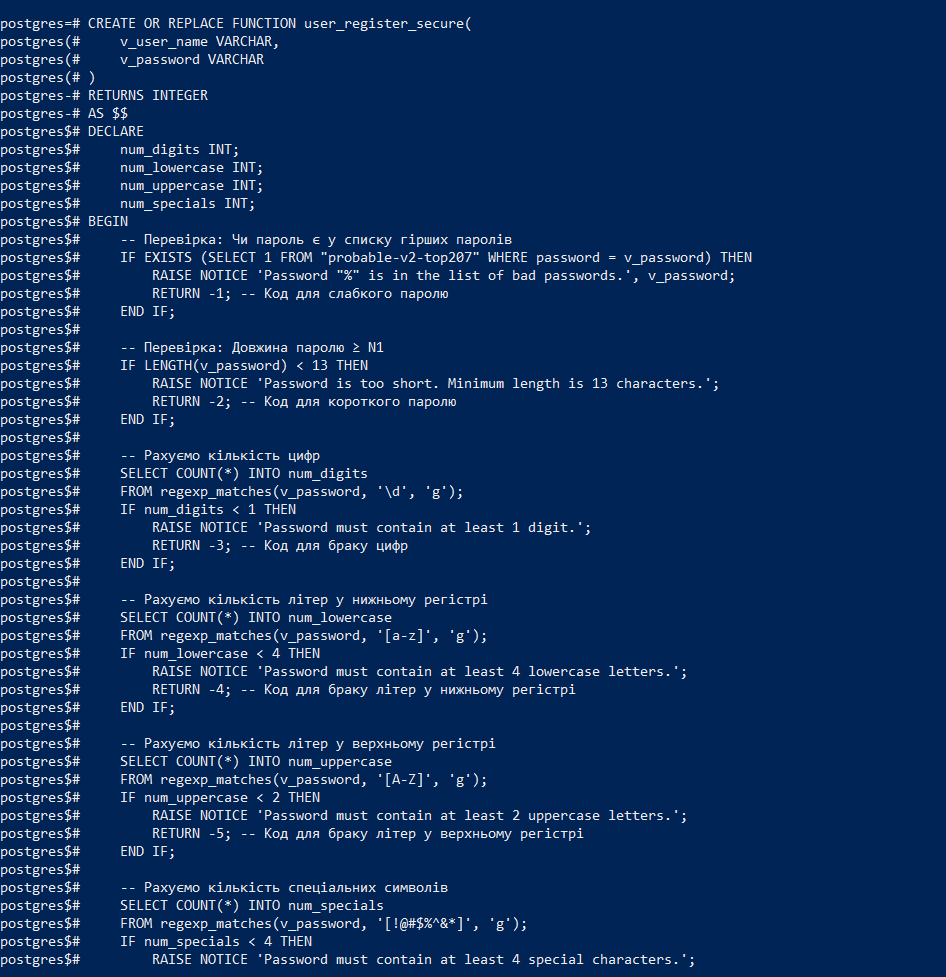 postgres=# CREATE OR REPLACE FUNCTION user_register_secure(
postgres(#     v_user_name VARCHAR,
postgres(#     v_password VARCHAR
postgres(# )
postgres-# RETURNS INTEGER
postgres-# AS $$
postgres$# DECLARE
postgres$#     num_digits INT;
postgres$#     num_lowercase INT;
postgres$#     num_uppercase INT;
postgres$#     num_specials INT;
postgres$# BEGIN
postgres$#     -- Перевірка: Чи пароль є у списку гірших паролів
postgres$#     IF EXISTS (SELECT 1 FROM "probable-v2-top207" WHERE password = v_password) THEN
postgres$#         RAISE NOTICE 'Password "%" is in the list of bad passwords.', v_password;
postgres$#         RETURN -1; -- Код для слабкого паролю
postgres$#     END IF;
postgres$#
postgres$#     -- Перевірка: Довжина паролю ≥ N1
postgres$#     IF LENGTH(v_password) < 13 THEN
postgres$#         RAISE NOTICE 'Password is too short. Minimum length is 13 characters.';
postgres$#         RETURN -2; -- Код для короткого паролю
postgres$#     END IF;
postgres$#
postgres$#     -- Рахуємо кількість цифр
postgres$#     SELECT COUNT(*) INTO num_digits
postgres$#     FROM regexp_matches(v_password, '\d', 'g');
postgres$#     IF num_digits < 1 THEN
postgres$#         RAISE NOTICE 'Password must contain at least 1 digit.';
postgres$#         RETURN -3; -- Код для браку цифр
postgres$#     END IF;
postgres$#
postgres$#     -- Рахуємо кількість літер у нижньому регістрі
postgres$#     SELECT COUNT(*) INTO num_lowercase
postgres$#     FROM regexp_matches(v_password, '[a-z]', 'g');
postgres$#     IF num_lowercase < 4 THEN
postgres$#         RAISE NOTICE 'Password must contain at least 4 lowercase letters.';
postgres$#         RETURN -4; -- Код для браку літер у нижньому регістрі
postgres$#     END IF;
postgres$#
postgres$#     -- Рахуємо кількість літер у верхньому регістрі
postgres$#     SELECT COUNT(*) INTO num_uppercase
postgres$#     FROM regexp_matches(v_password, '[A-Z]', 'g');
postgres$#     IF num_uppercase < 2 THEN
postgres$#         RAISE NOTICE 'Password must contain at least 2 uppercase letters.';
postgres$#         RETURN -5; -- Код для браку літер у верхньому регістрі
postgres$#     END IF;
postgres$#
postgres$#     -- Рахуємо кількість спеціальних символів
postgres$#     SELECT COUNT(*) INTO num_specials
postgres$#     FROM regexp_matches(v_password, '[!@#$%^&*]', 'g');
postgres$#     IF num_specials < 4 THEN
postgres$#         RAISE NOTICE 'Password must contain at least 4 special characters.';